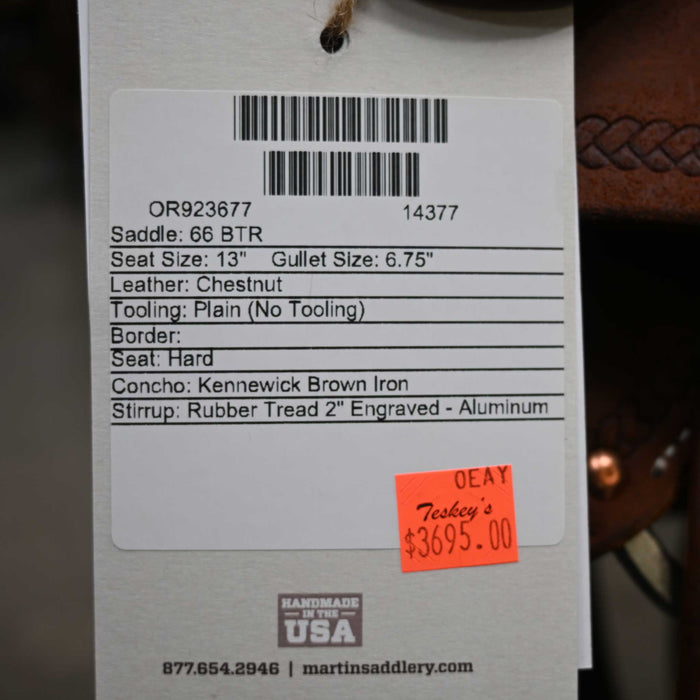 OR923677 14377
Saddle: 66 BTR
Seat Size: 13" Gullet Size: 6.75"
Leather: Chestnut
Tooling: Plain (No Tooling)
Border:
Seat: Hard
Concho: Kennewick Brown Iron
Stirrup: Rubber Tread 2" Engraved - Aluminum
OEAY
Teskey's
$3695.00
HANDMADE
IN THE
USA
877.654.2946 | martinsaddlery.com